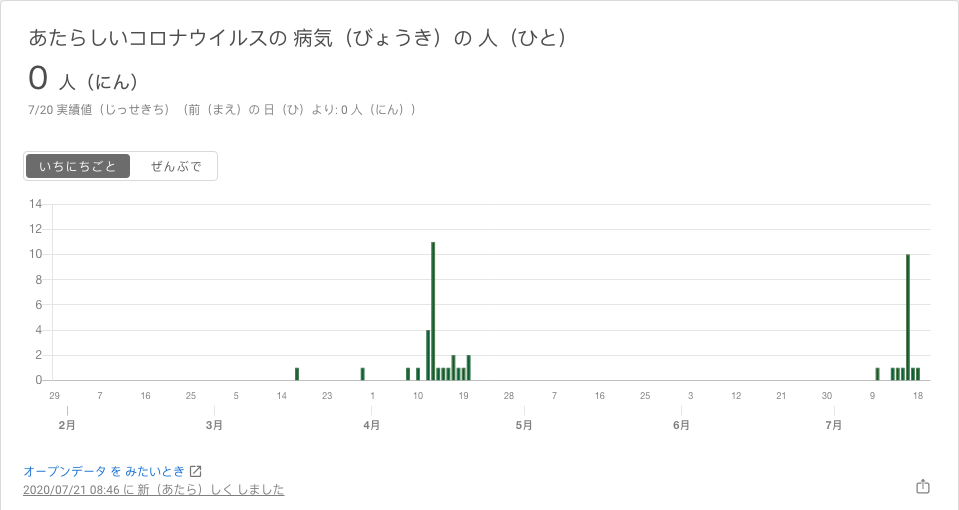 あたらしいコロナウイルスの 病気（びょうき）の 人（ひと）
0 人（にん）
7/20 実績値（じっせきち）（前（まえ）の 日（ひ）より: 0 人（にん））
いちにちごと ぜんぶで
14
12
10
8
6
4
2
0
29 7 16 25 5 14 23 1 10 19 28 7 16 25 3 12 21 30 9 18
2月 3月 4月 5月 6月 7月
オープンデータ を みたいとき
2020/07/21 08:46 に 新（あたら）しく しました